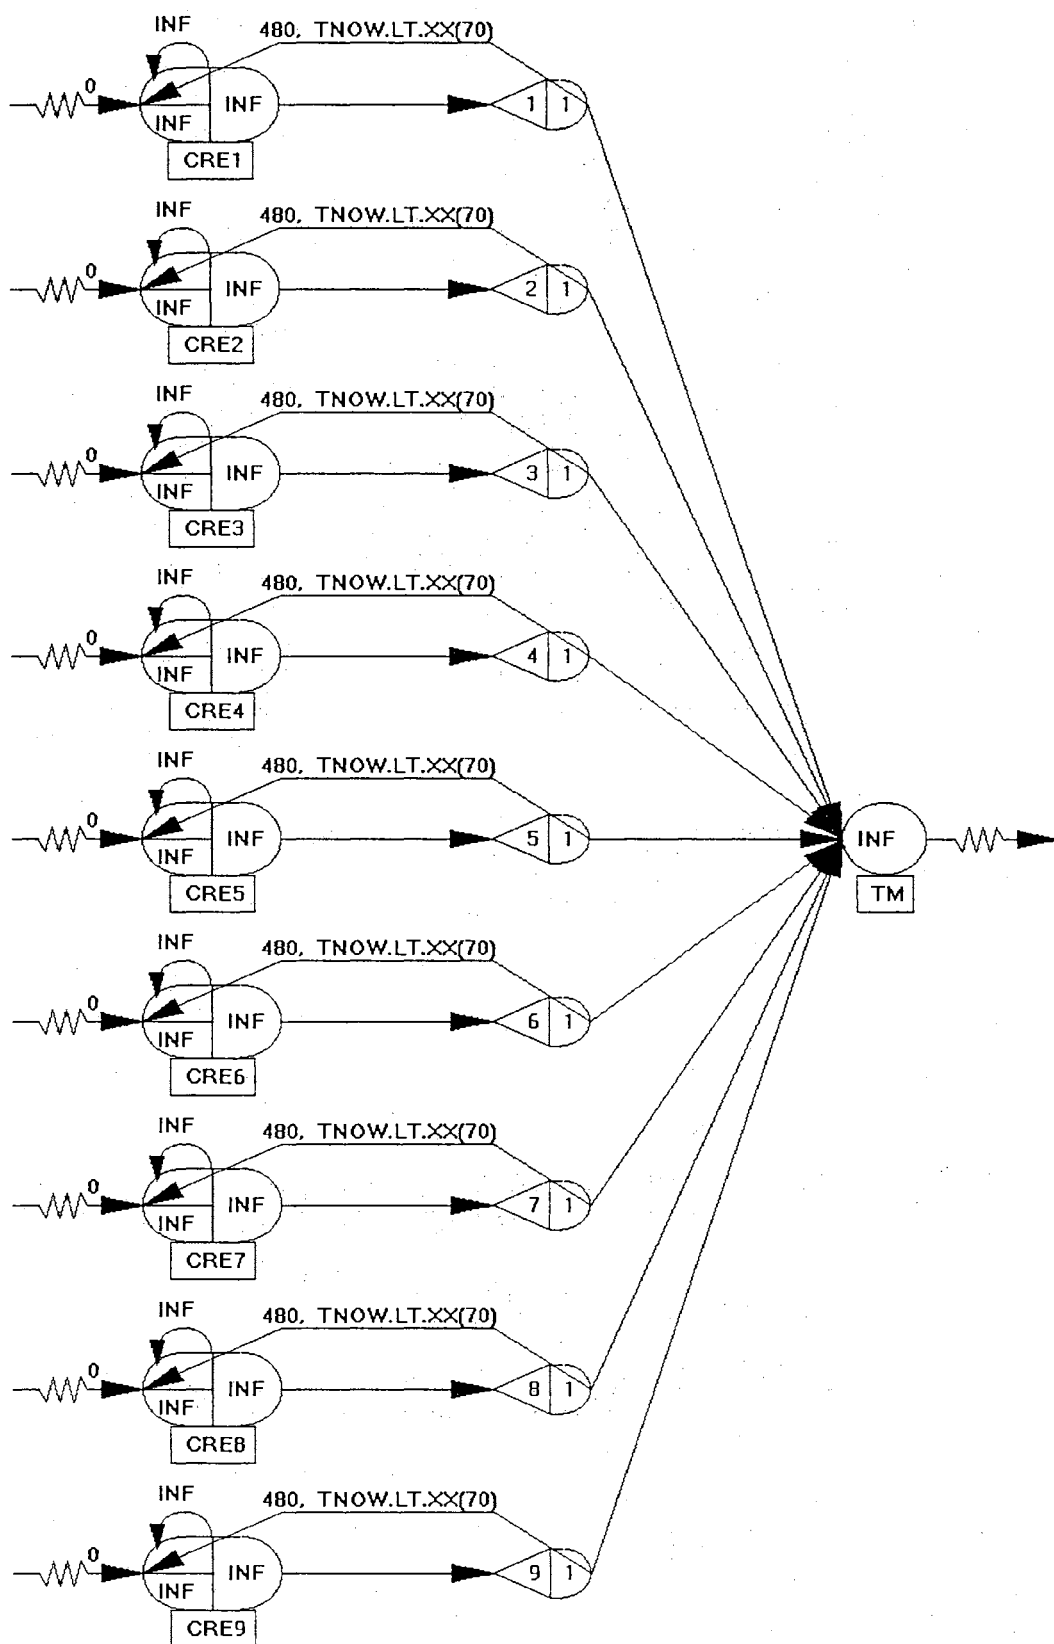 INF
480, TNOW.LT.XX(70)
0
INF
1 1
INF
CRE1
INF
480, TNOW.LT.XX(70)
0
INF
2 1
INF
CRE2
INF
480, TNOW.LT.XX(70)
0
INF
3 1
INF
CRE3
INF
480, TNOW.LT.XX(70)
0
INF
4 1
INF
CRE4
INF
480, TNOW.LT.XX(70)
0
INF
5 1
INF
INF
CRE5
TM
INF
480, TNOW.LT.XX(70)
0
INF
6 1
INF
CRE6
INF
480, TNOW.LT.XX(70)
0
INF
7 1
INF
CRE7
INF
480, TNOW.LT.XX(70)
0
INF
8 1
INF
CRE8
INF
480, TNOW.LT.XX(70)
0
INF
9 1
INF
CRE9